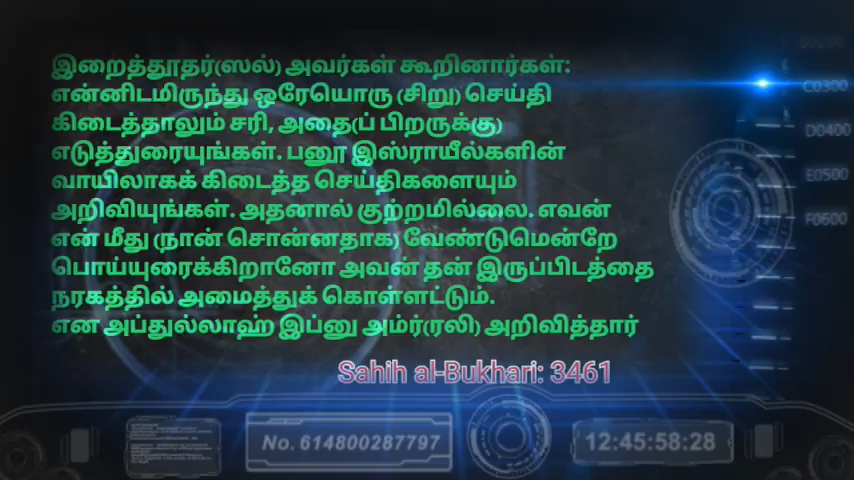 இறைத்தூதர்(ஸல்) அவர்கள் கூறினார்கள்:
என்னிடமிருந்து ஒரேயொரு (சிறு) செய்தி
கிடைத்தாலும் சரி, அதை(ப் பிறருக்கு)
எடுத்துரையுங்கள். பனூ இஸ்ராயீல்களின்
வாயிலாகக் கிடைத்த செய்திகளையும்
அறிவியுங்கள். அதனால் குற்றமில்லை. எவன்
என் மீது (நான் சொன்னதாக) வேண்டுமென்றே
பொய்யுரைக்கிறானோ அவன் தன் இருப்பிடத்தை
நரகத்தில் அமைத்துக் கொள்ளட்டும்.
என அப்துல்லாஹ் இப்னு அம்ர்(ரலி) அறிவித்தார்
Sahih al-Bukhari: 3461
C0300
D0400
E0500
F0600
No. 614800287797
12:45:58:28